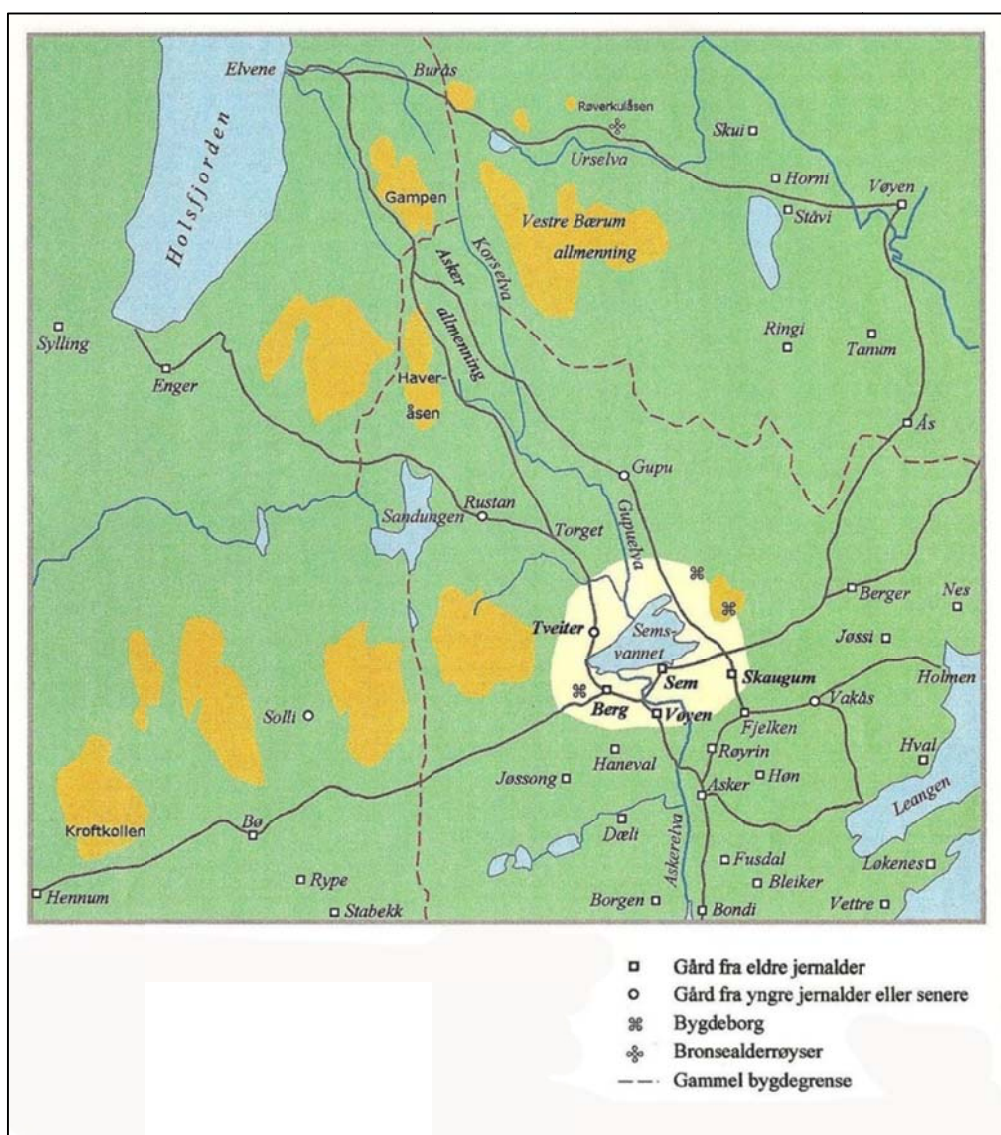 Elvene
Burås
Røverkulåsen
Skui
Urselva
Horni
Vøyen
Ståvi
Holsfjorden
Gampen
Vestre Bærum
allmenning
Korselva
Asker
allmenning
Sylling
Enger
Haver-
åsen
Ringi
Tanum
Ås
Gupu
Sandungen
Rustan
Torget
Gupuelva
Berger
Nes
Tveiter
Sems-
vannet
Jøssi
Holmen
Sem
Skaugum
Vakås
Solli
Berg
Vøyen
Fjelken
Haneval
Røyrin
Hval
Jøssong
Høn
Asker
Leangen
Kroftkollen
Bø
Dæli
Askerelva
Fusdal
Løkenes
Hennum
Rype
Bleiker
Stabekk
Borgen
Bondi
Vettre
Gård fra eldre jernalder
Gård fra yngre jernalder eller senere
Bygdeborg
Bronsealderrøyser
Gammel bygdegrense